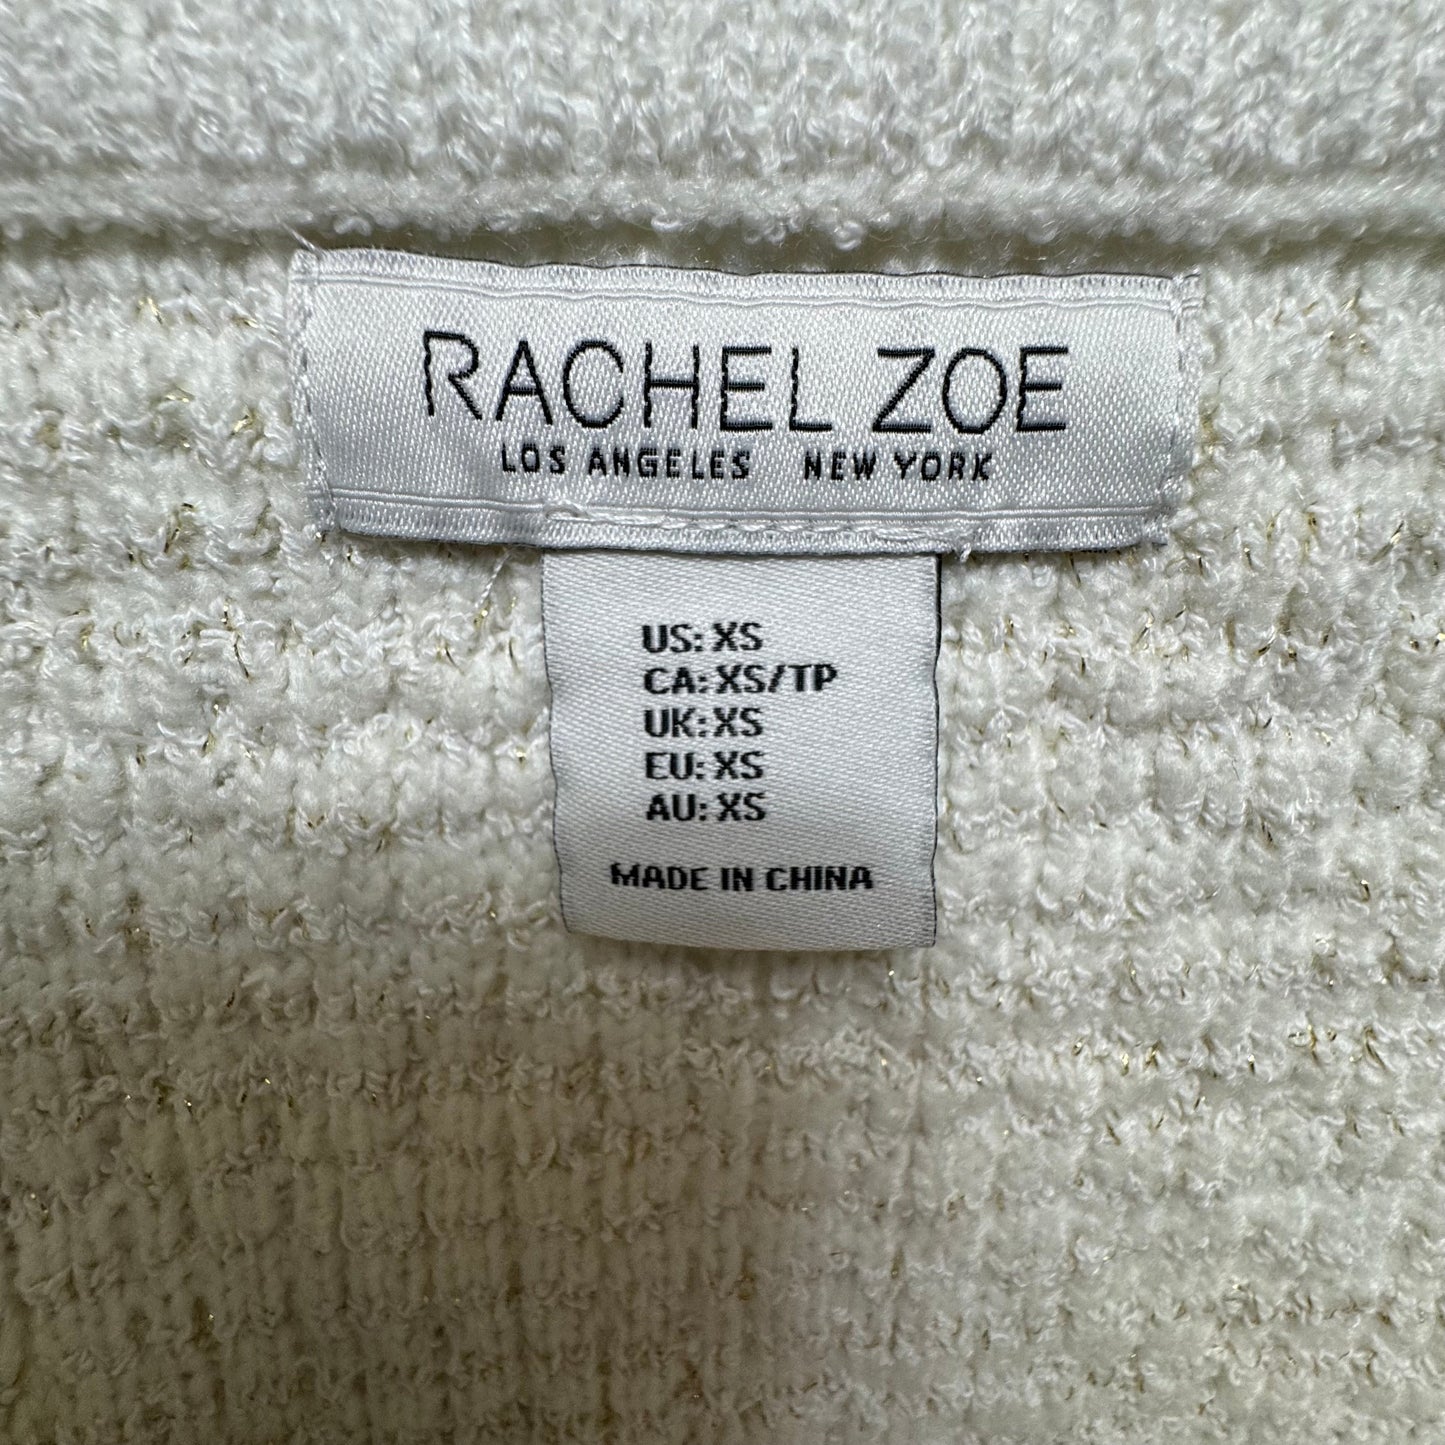 RACHEL ZOE
LOS ANGELES NEW YORK
US: XS
CA: XS/TP
UK: XS
EU: XS
AU: XS
MADE IN CHINA